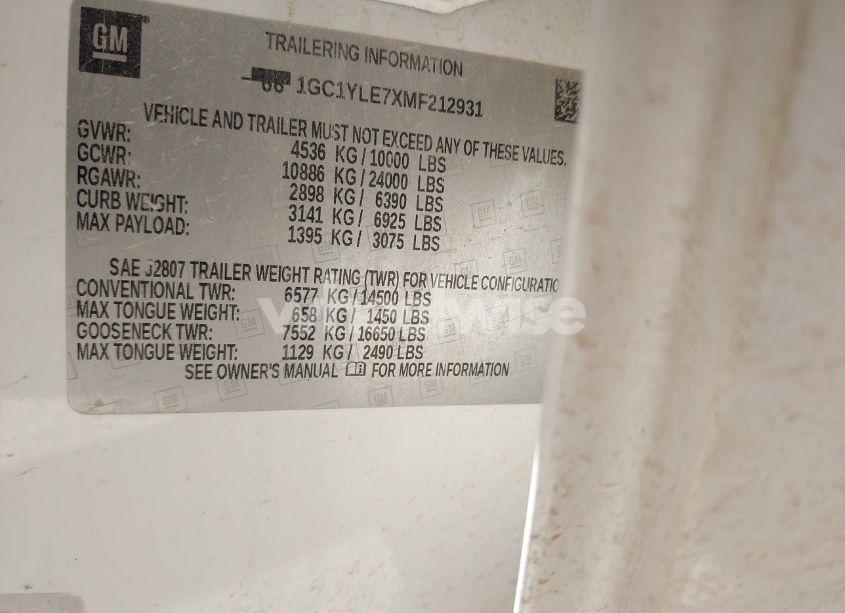 GM
TRAILERING INFORMATION
1GC1YLE7XMF212931
VEHICLE AND TRAILER MUST NOT EXCEED ANY OF THESE VALUES.
GVWR: 4536 KG / 10000 LBS
GCWR: 10886 KG / 24000 LBS
RGAWR: 2898 KG / 6390 LBS
CURB WEIGHT: 3141 KG / 6925 LBS
MAX PAYLOAD: 1395 KG / 3075 LBS
SAE J2807 TRAILER WEIGHT RATING (TWR) FOR VEHICLE CONFIGURATIO
CONVENTIONAL TWR: 6577 KG / 14500 LBS
MAX TONGUE WEIGHT: 658 KG / 1450 LBS
GOOSENECK TWR: 7552 KG / 16650 LBS
MAX TONGUE WEIGHT: 1129 KG / 2490 LBS
SEE OWNER'S MANUAL FOR MORE INFORMATION